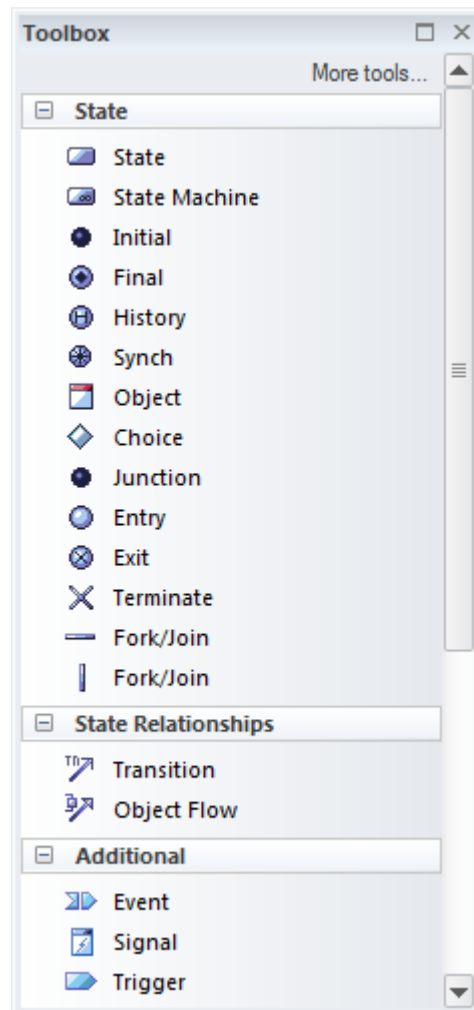 Toolbox
More tools...
State
State
State Machine
Initial
Final
History
Synch
Object
Choice
Junction
Entry
Exit
Terminate
Fork/Join
Fork/Join
State Relationships
Transition
Object Flow
Additional
Event
Signal
Trigger